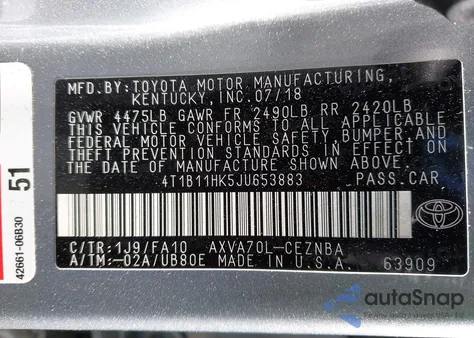 MFD.BY:TOYOTA MOTOR MANUFACTURING,
KENTUCKY, INC.07/18
GVWR 4475LB GAWR FR 2490LB RR 2420LB
THIS VEHICLE CONFORMS TO ALL APPLICABLE
FEDERAL MOTOR VEHICLE SAFETY, BUMPER, AND
THEFT PREVENTION STANDARDS IN EFFECT ON
THE DATE OF MANUFACTURE SHOWN ABOVE.
4T1B11HK5JU653883 PASS.CAR
C/TR:1J9/FA10 AXVA70L-CEZNBA
A/TM:-02A/UB80E MADE IN U.S.A. 63909
42661-06B30
51
autoSnap